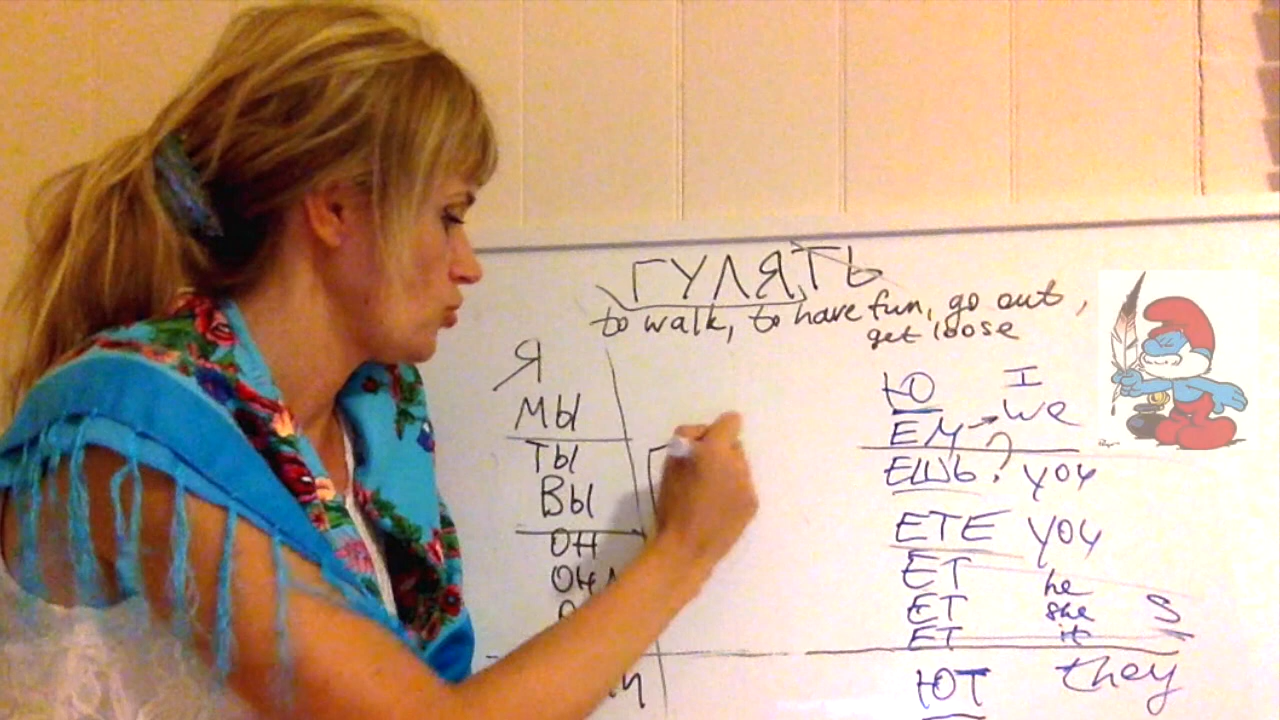 ГУЛЯТЬ
to walk, to have fun, go out,
get loose
Я
МЫ
ТЫ
ВЫ
ОН
Ю I
ЕМ We
ЕШЬ ? you
ЕТЕ you
ЕТ he
ЕТ she S
ЕТ it
ЮТ they